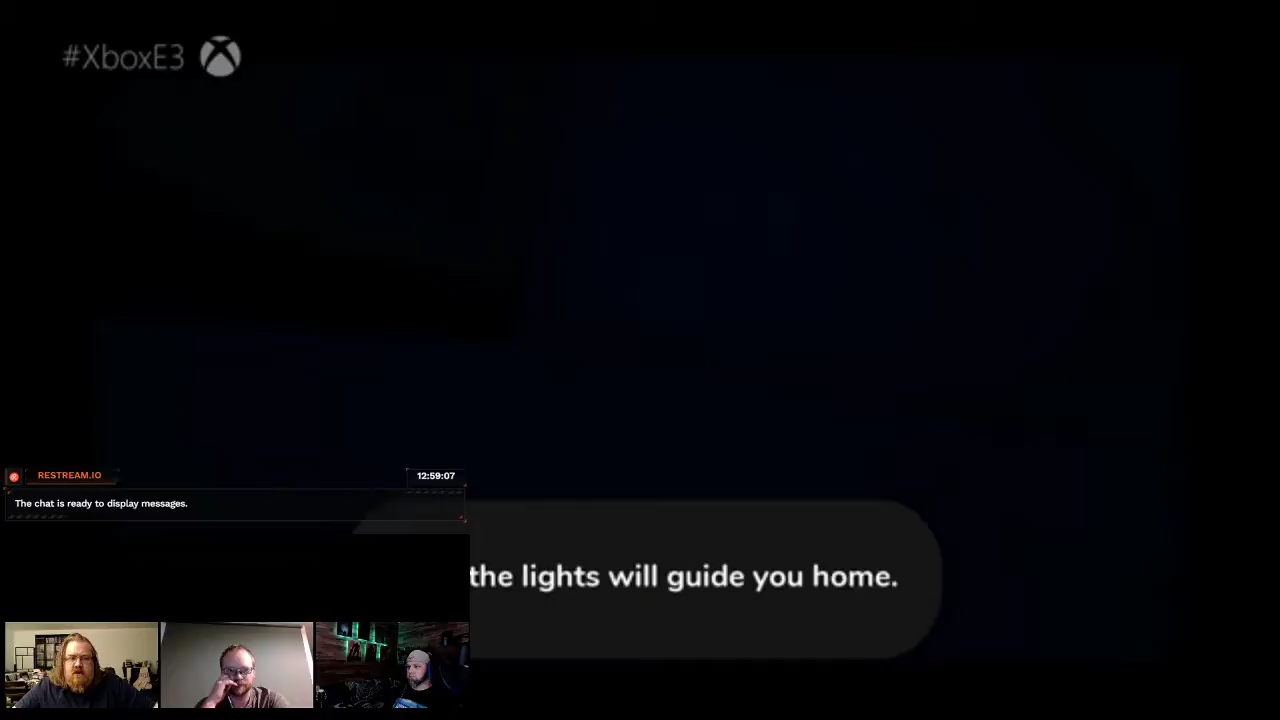 #XboxE3
RESTREAM.IO
12:59:07
The chat is ready to display messages.
the lights will guide you home.